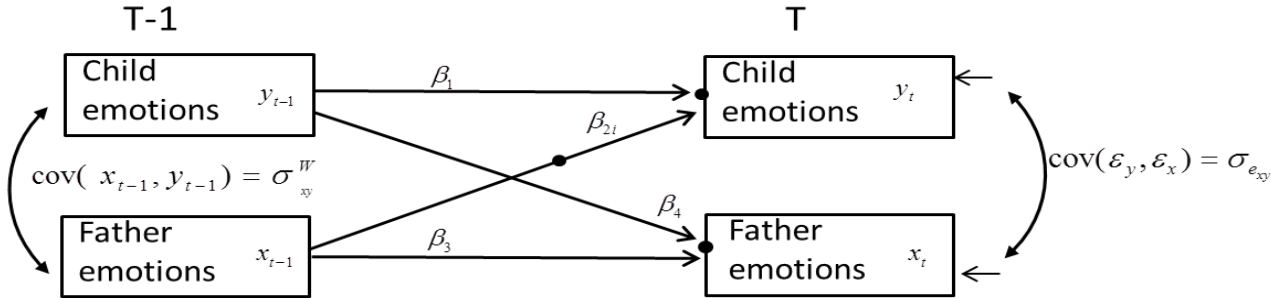 T-1
T
Child
emotions y_{t-1}
β_1
Child
emotions y_t
β_{2i}
cov( x_{t-1}, y_{t-1}) = σ^W_{xy}
cov(ε_y, ε_x) = σ_{e_{xy}}
β_4
Father
emotions x_{t-1}
β_3
Father
emotions x_t